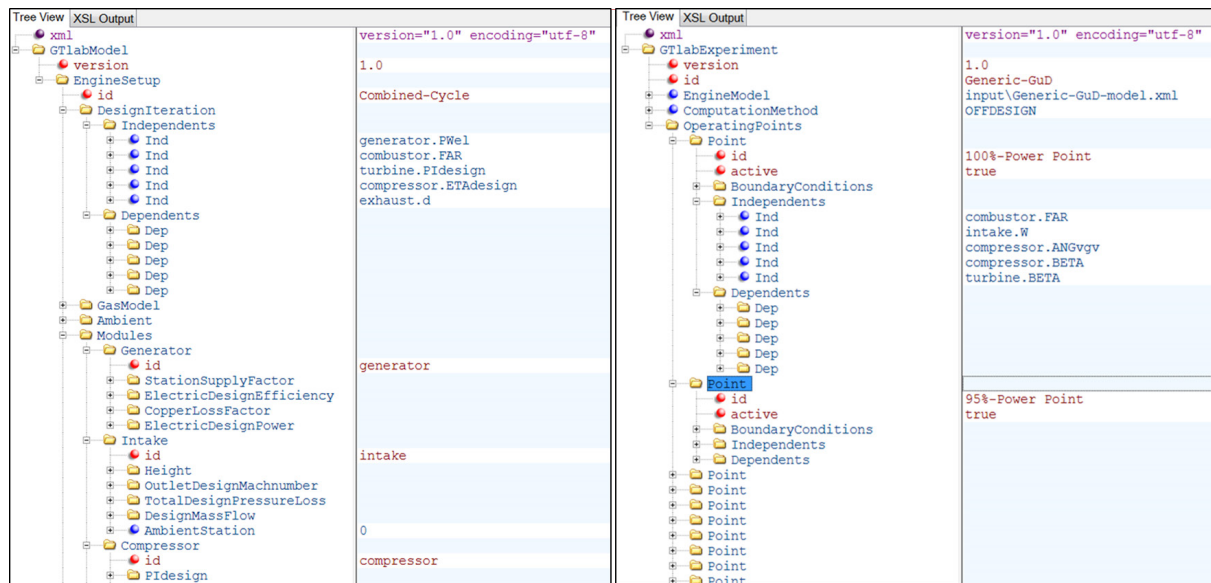 Tree View XSL Output
xml version="1.0" encoding="utf-8"
GTlabModel
version 1.0
EngineSetup
id Combined-Cycle
DesignIteration
Independents
Ind generator.PWel
Ind combustor.FAR
Ind turbine.PIdesign
Ind compressor.ETAdesign
Ind exhaust.d
Dependents
Dep
Dep
Dep
Dep
Dep
GasModel
Ambient
Modules
Generator
id generator
StationSupplyFactor
ElectricDesignEfficiency
CopperLossFactor
ElectricDesignPower
Intake
id intake
Height
OutletDesignMachnumber
TotalDesignPressureLoss
DesignMassFlow
AmbientStation 0
Compressor
id compressor
PIdesign
Tree View XSL Output
xml version="1.0" encoding="utf-8"
GTlabExperiment
version 1.0
id Generic-GuD
EngineModel input\Generic-GuD-model.xml
ComputationMethod OFFDESIGN
OperatingPoints
Point
id 100%-Power Point
active true
BoundaryConditions
Independents
Ind combustor.FAR
Ind intake.W
Ind compressor.ANGvgv
Ind compressor.BETA
Ind turbine.BETA
Dependents
Dep
Dep
Dep
Dep
Dep
Point
id 95%-Power Point
active true
BoundaryConditions
Independents
Dependents
Point
Point
Point
Point
Point
Point
Point
Point